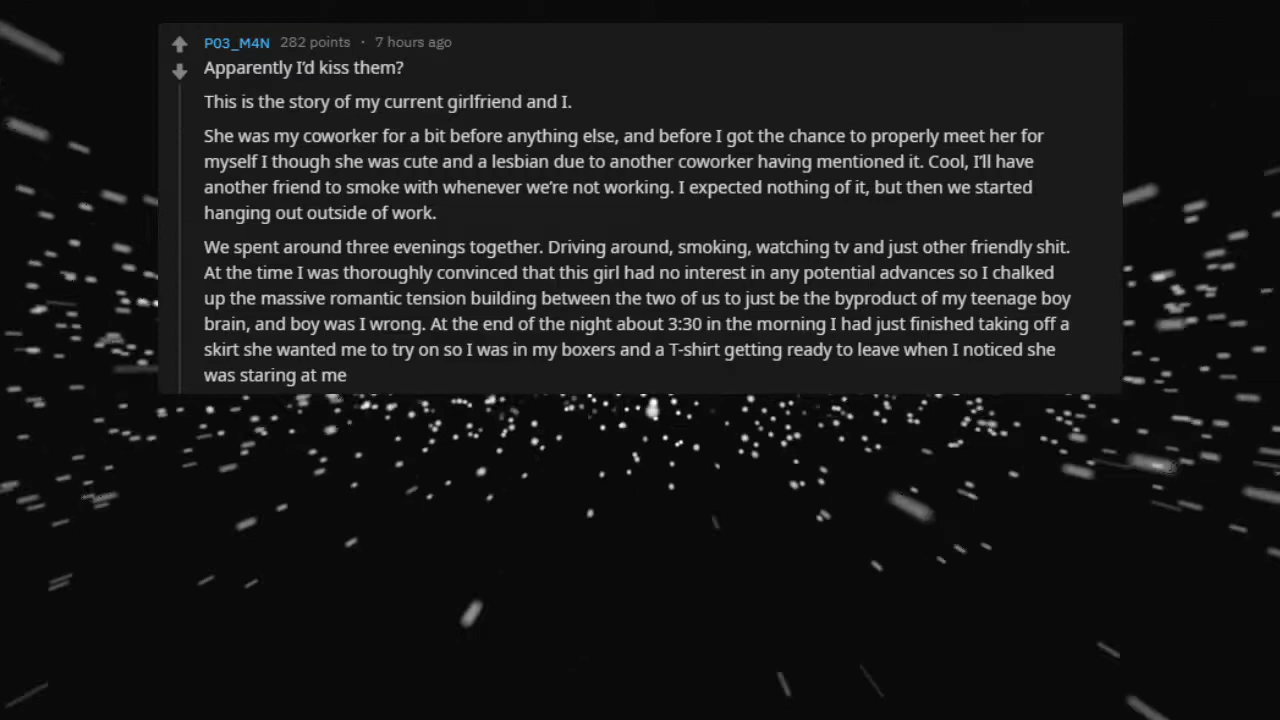 P03_M4N 282 points · 7 hours ago
Apparently I'd kiss them?
This is the story of my current girlfriend and I.
She was my coworker for a bit before anything else, and before I got the chance to properly meet her for
myself I though she was cute and a lesbian due to another coworker having mentioned it. Cool, I'll have
another friend to smoke with whenever we're not working. I expected nothing of it, but then we started
hanging out outside of work.
We spent around three evenings together. Driving around, smoking, watching tv and just other friendly shit.
At the time I was thoroughly convinced that this girl had no interest in any potential advances so I chalked
up the massive romantic tension building between the two of us to just be the byproduct of my teenage boy
brain, and boy was I wrong. At the end of the night about 3:30 in the morning I had just finished taking off a
skirt she wanted me to try on so I was in my boxers and a T-shirt getting ready to leave when I noticed she
was staring at me